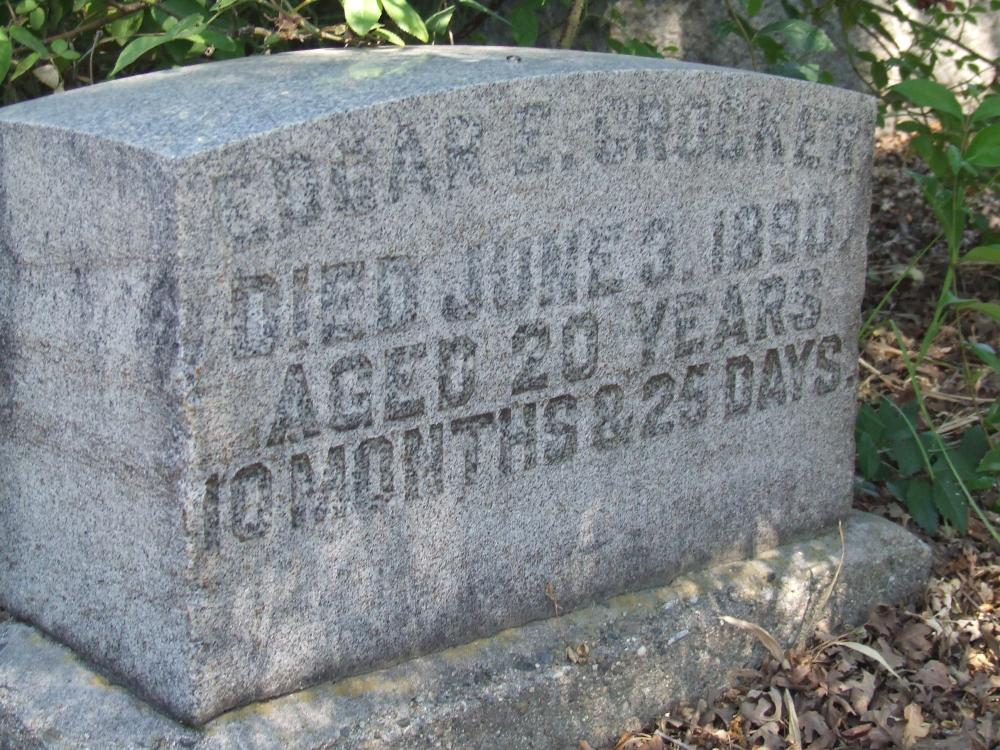 EDGAR E. CROCKER
DIED JUNE 3, 1890.
AGED 20 YEARS
10 MONTHS & 25 DAYS.